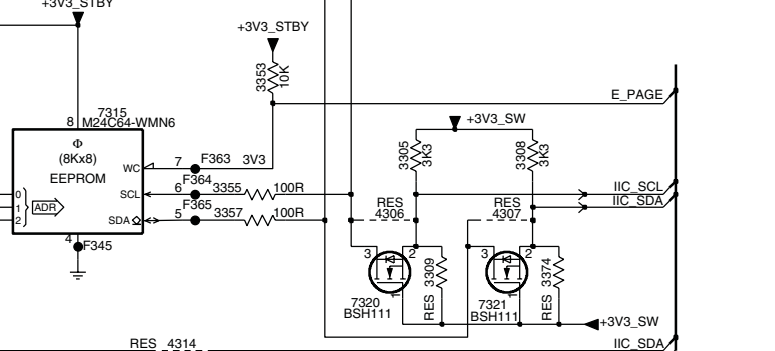 +3V3_STBY
+3V3_STBY
3353
10K
E_PAGE
7315
8 M24C64-WMN6
+3V3_SW
Φ
(8Kx8)
EEPROM
3305
3K3
3308
3K3
WC 7 F363 3V3
F364
SCL 6 3355 100R
IIC_SCL
F365
IIC_SDA
SDA 5 3357 100R
0
1
2
ADR
RES
4306
RES
4307
4 F345
3 2
3 2
1
1
RES 3309
RES 3374
7320
BSH111
7321
BSH111
+3V3_SW
RES 4314
IIC_SDA